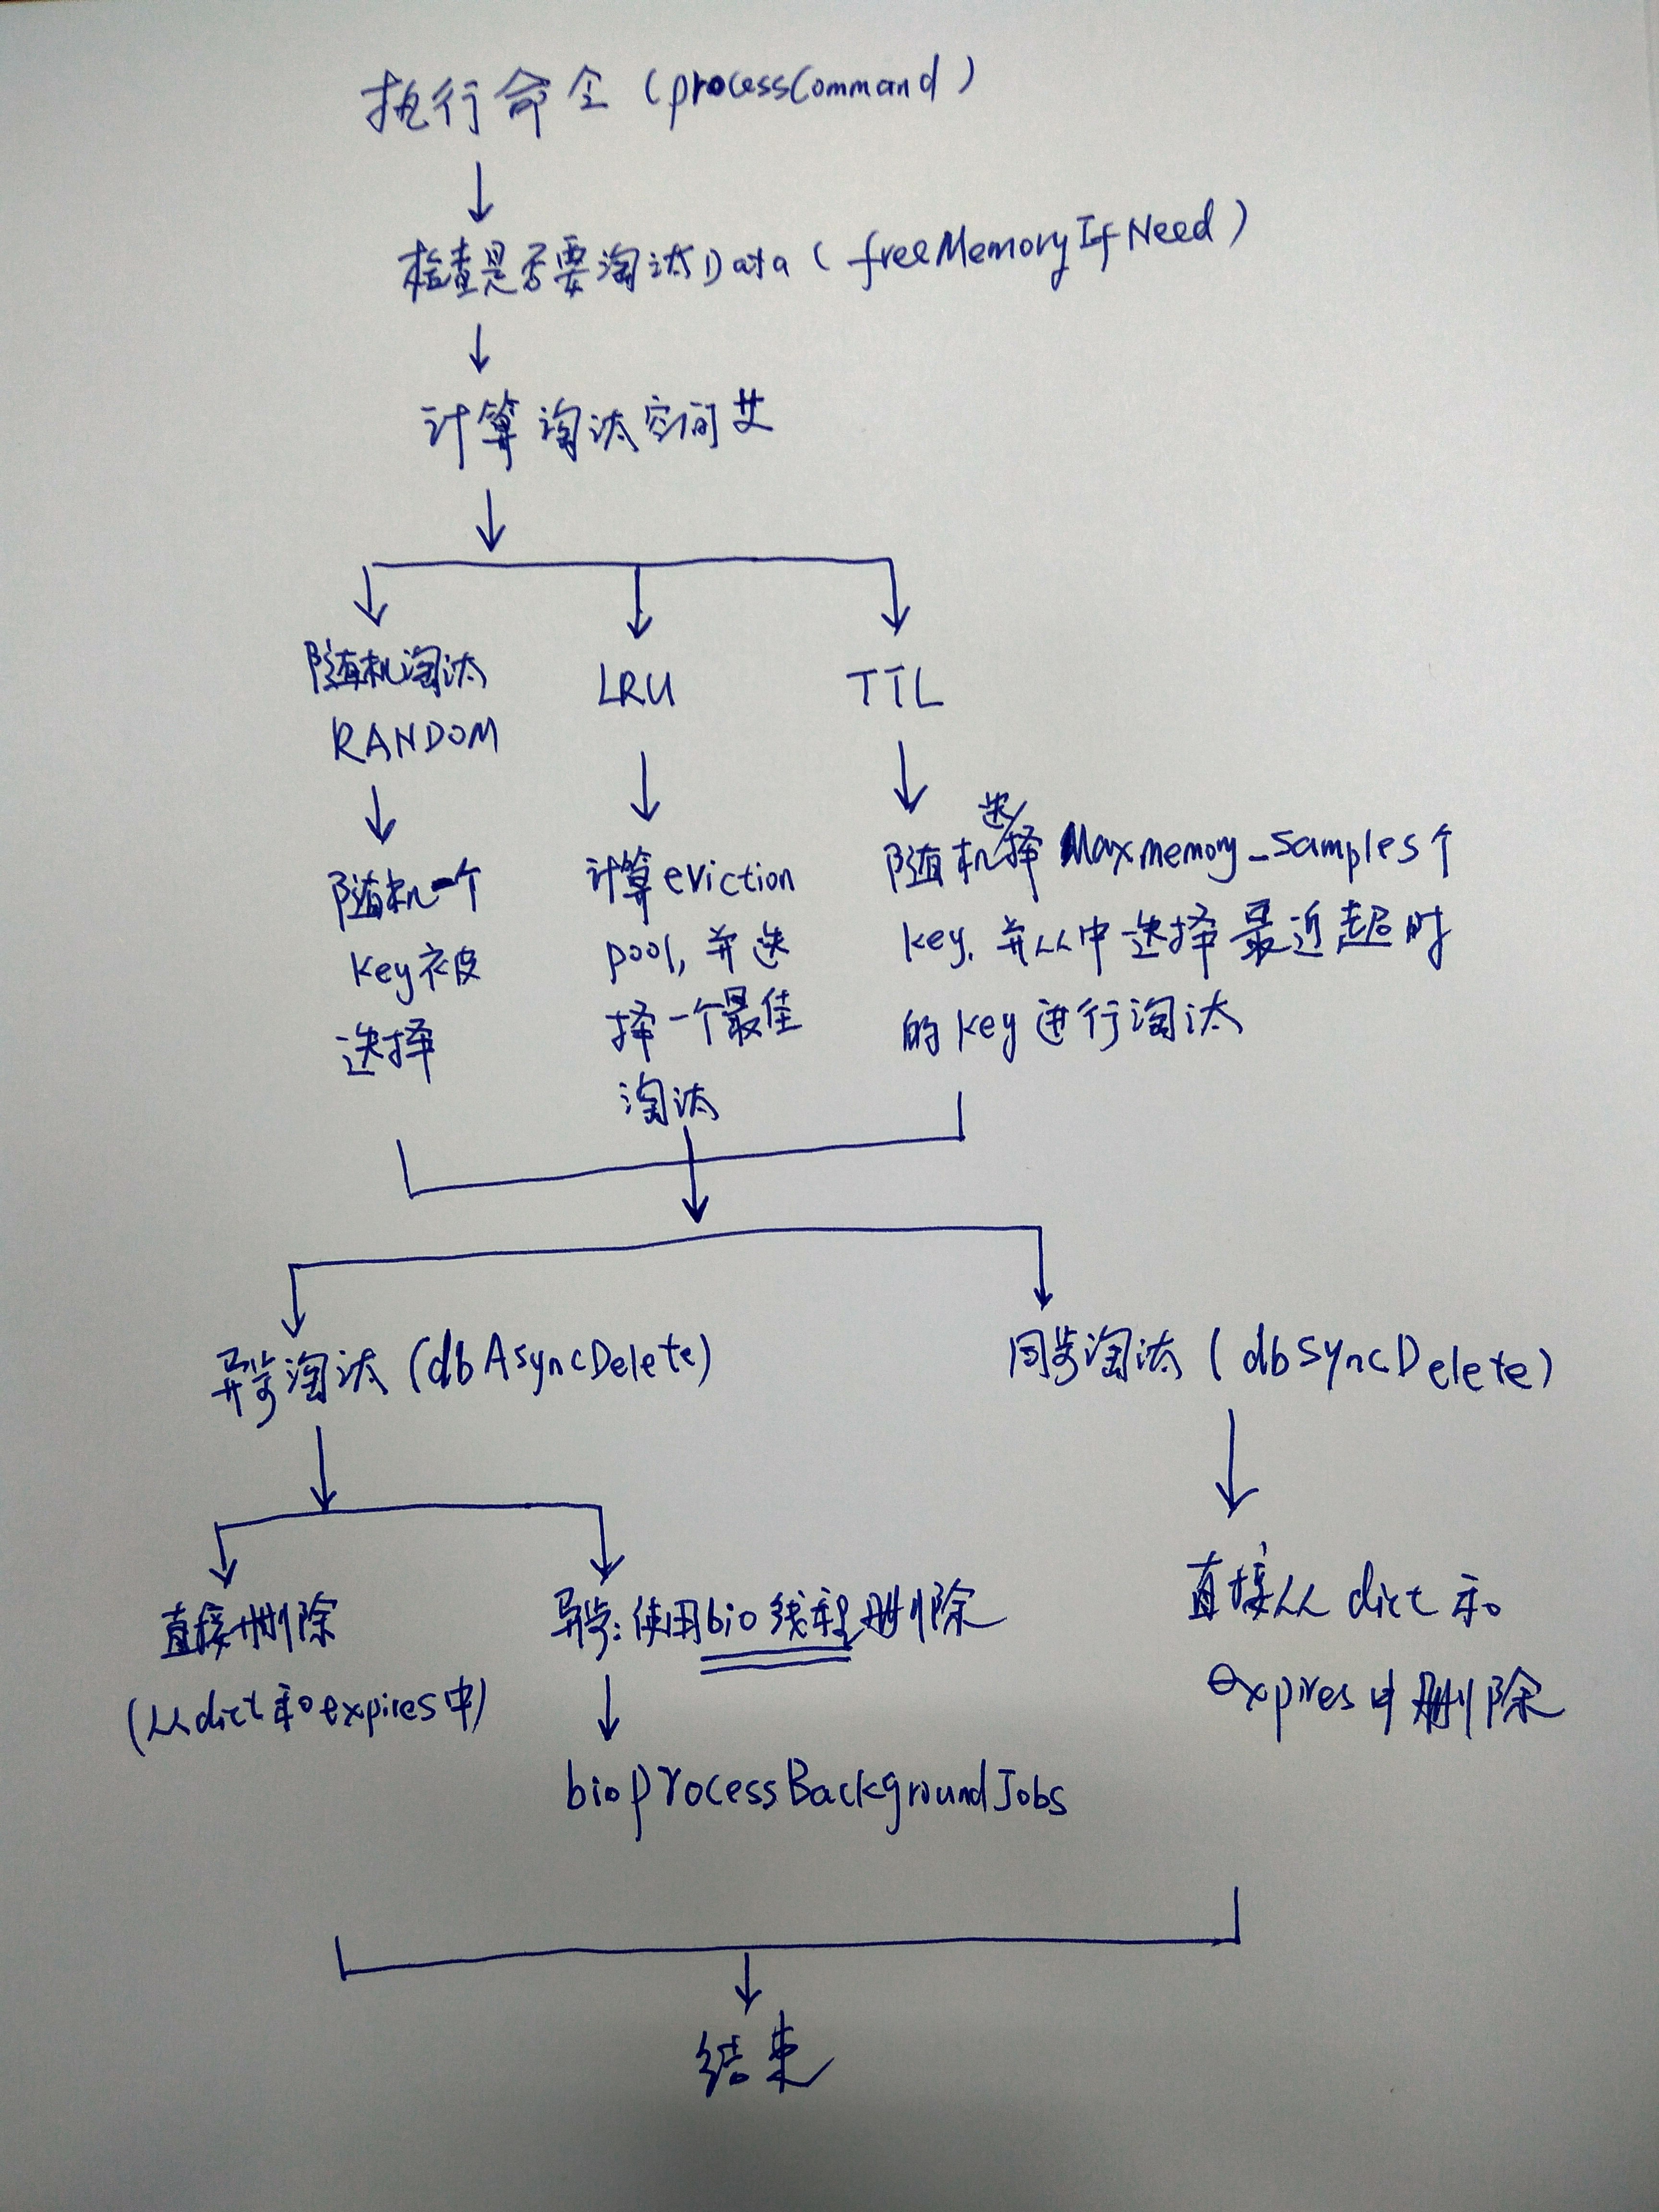 执行命令(processCommand)
检查是否要淘汰Data(freeMemoryIfNeed)
计算淘汰空间
随机淘汰
RANDOM
LRU
TTL
随机一个
key被
选择
计算eviction
pool,并选
择一个最佳
淘汰
随机选择Maxmemory_samples个
key.并从中选择最近超时
的key进行淘汰
异步淘汰(dbAsyncDelete)
同步淘汰(dbSyncDelete)
直接删除
(从dict和expires中)
异步:使用bio线程删除
bioProcessBackgroundJobs
直接从dict和
expires中删除
结束